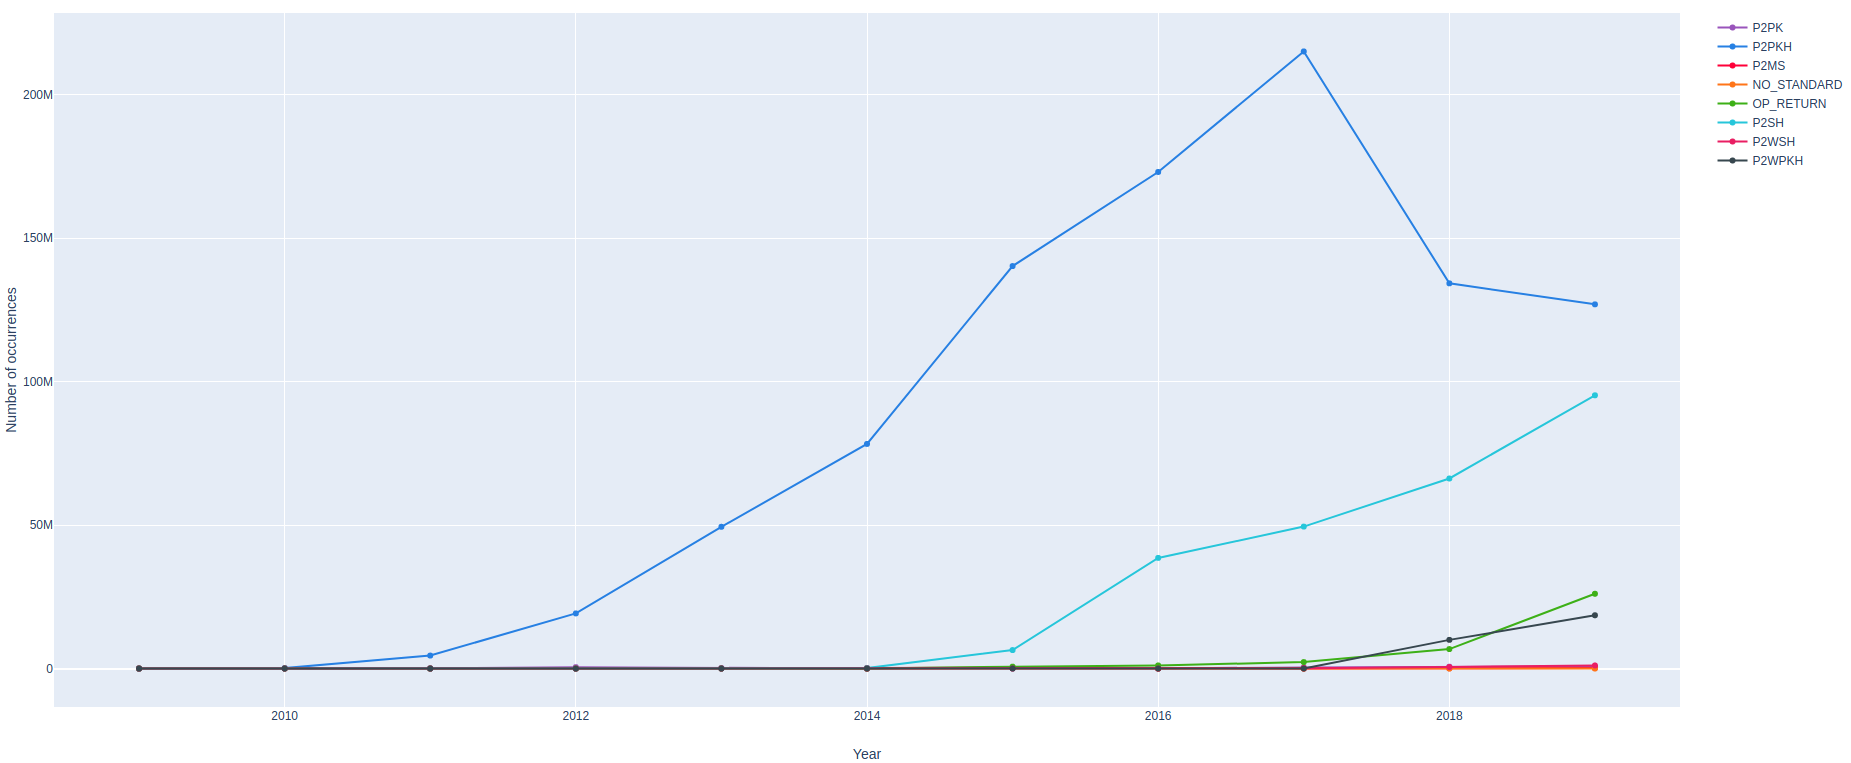 200M
150M
100M
50M
0
Number of occurrences
2010
2012
2014
2016
2018
Year
P2PK
P2PKH
P2MS
NO_STANDARD
OP_RETURN
P2SH
P2WSH
P2WPKH